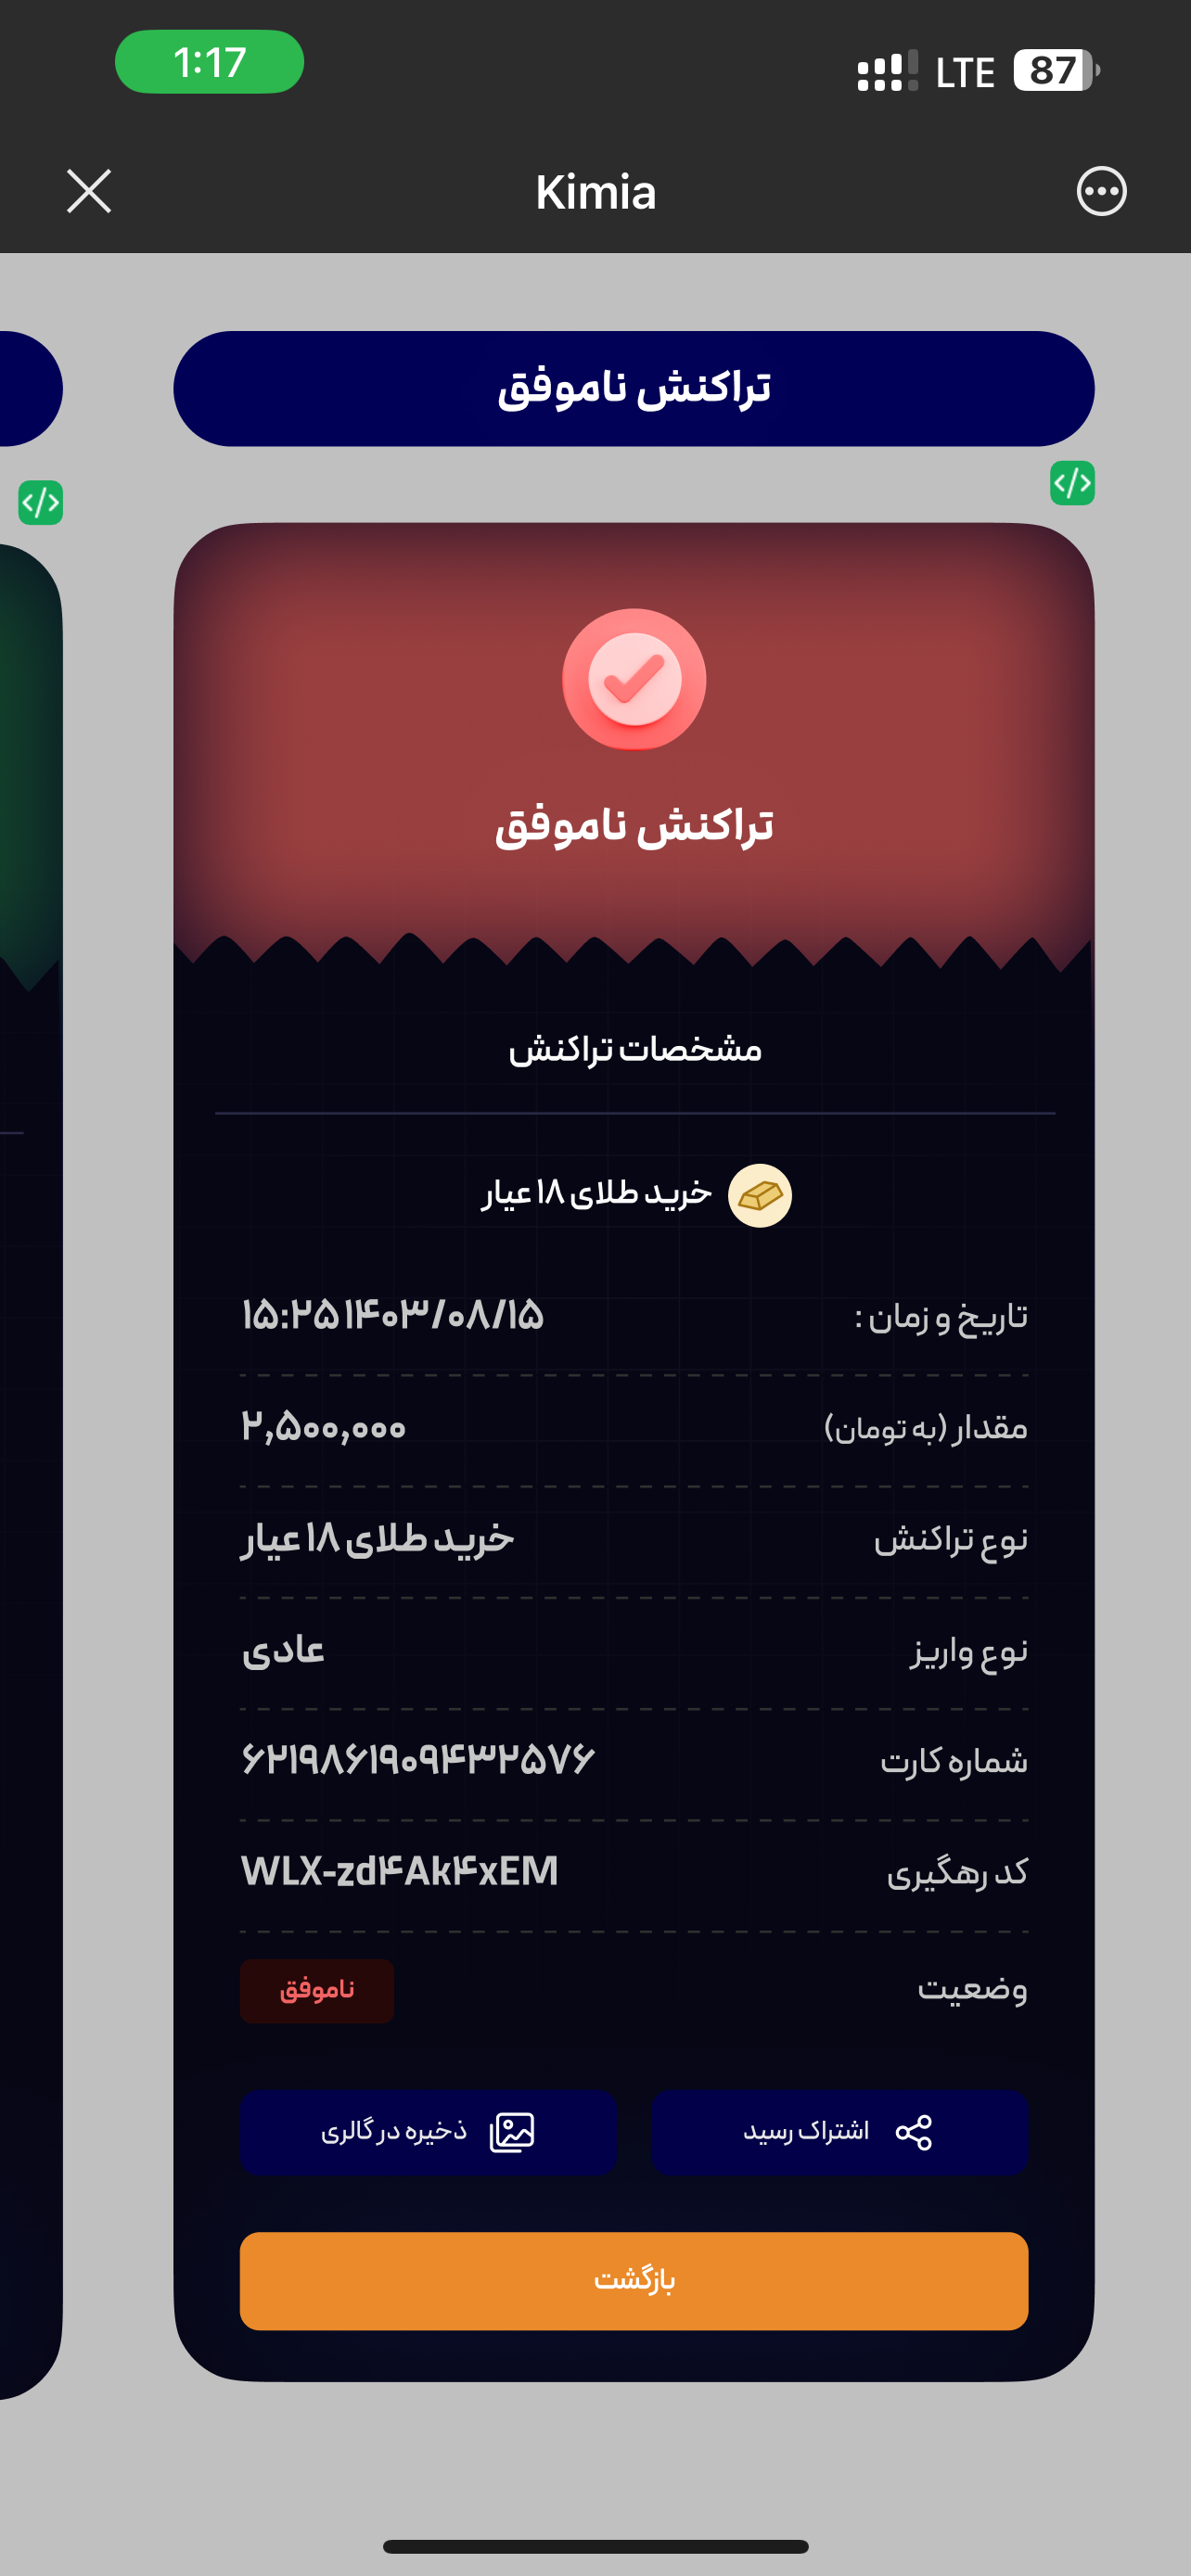 1:17
LTE
87
Kimia
تراکنش ناموفق
</>
</>
تراکنش ناموفق
مشخصات تراکنش
خرید طلای ۱۸ عیار
تاریخ و زمان :
۱۵:۲۵ ۱۴۰۳/۰۸/۱۵
مقدار (به تومان)
۲,۵۰۰,۰۰۰
نوع تراکنش
خرید طلای ۱۸ عیار
نوع واریز
عادی
شماره کارت
۶۲۱۹۸۶۱۹۰۹۴۳۲۵۷۶
کد رهگیری
WLX-zd۴Ak۴xEM
وضعیت
ناموفق
اشتراک رسید
ذخیره در گالری
بازگشت